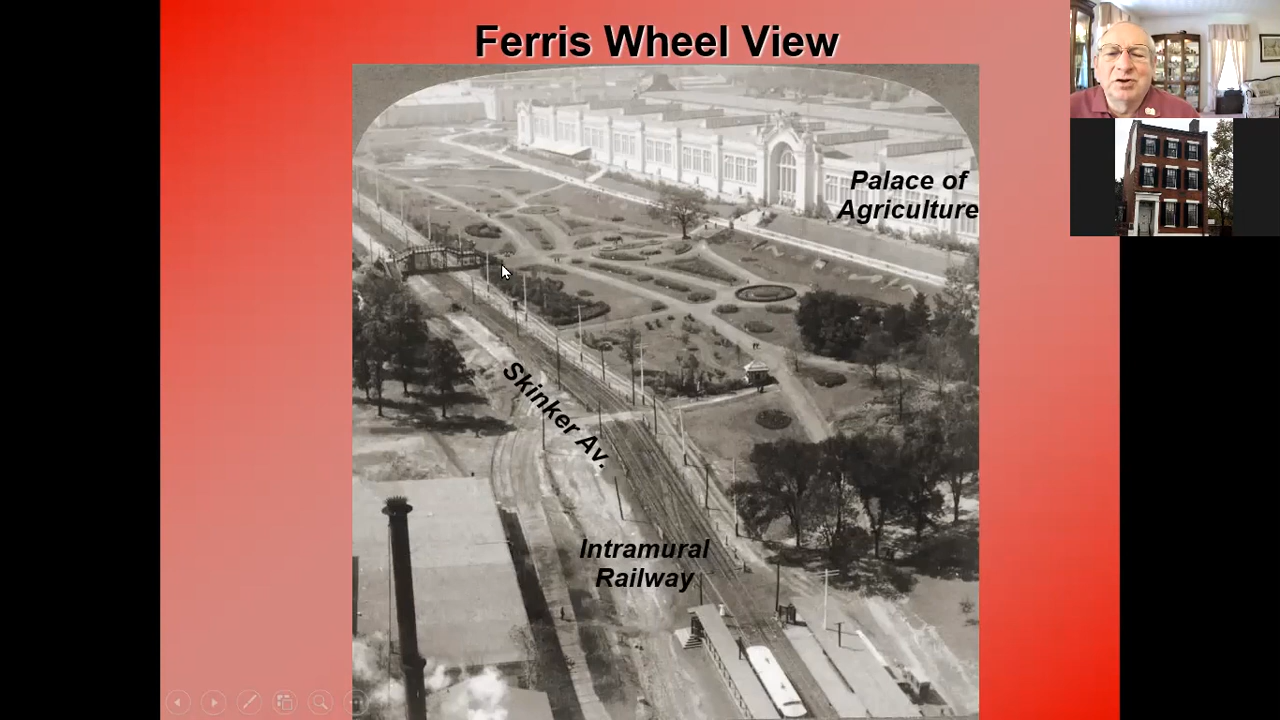 Ferris Wheel View
Palace of
Agriculture
Skinker Av.
Intramural
Railway